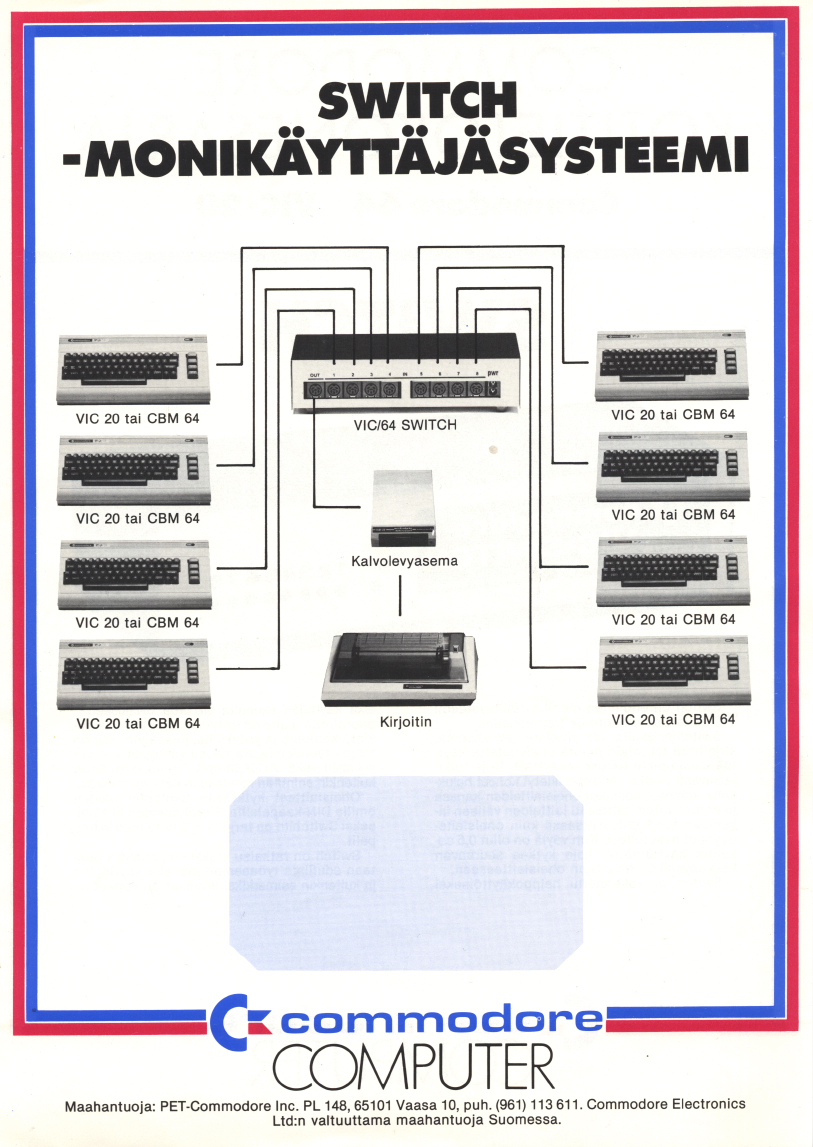 SWITCH
-MONIKÄYTTÄJÄSYSTEEMI
OUT 1 2 3 4 IN 5 6 7 8 pwr
VIC 20 tai CBM 64
VIC/64 SWITCH
VIC 20 tai CBM 64
VIC 20 tai CBM 64
VIC 20 tai CBM 64
Kalvolevyasema
VIC 20 tai CBM 64
VIC 20 tai CBM 64
VIC 20 tai CBM 64
Kirjoitin
VIC 20 tai CBM 64
commodore
COMPUTER
Maahantuoja: PET-Commodore Inc. PL 148, 65101 Vaasa 10, puh. (961) 113 611. Commodore Electronics
Ltd:n valtuuttama maahantuoja Suomessa.